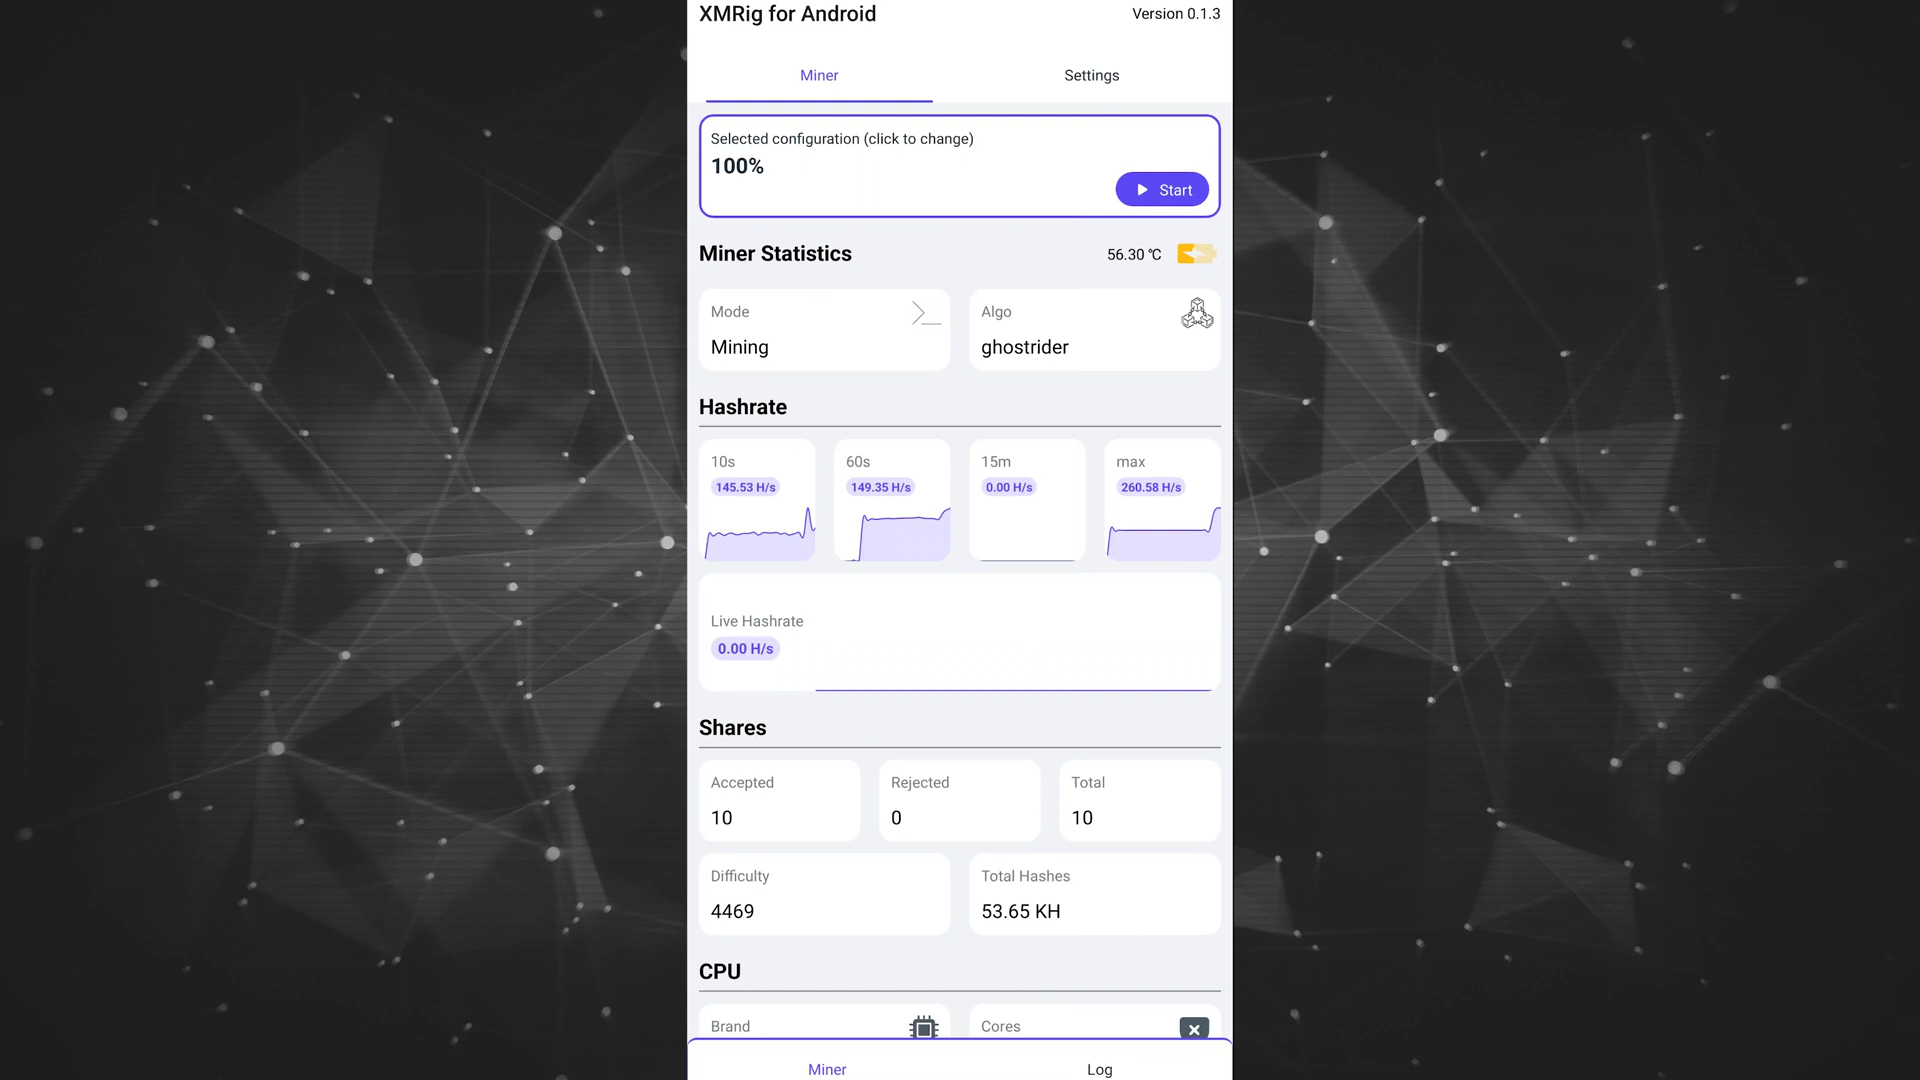 XMRig for Android
Version 0.1.3
Miner
Settings
Selected configuration (click to change)
100%
Start
Miner Statistics
56.30 ℃
Mode
Mining
Algo
ghostrider
Hashrate
10s
145.53 H/s
60s
149.35 H/s
15m
0.00 H/s
max
260.58 H/s
Live Hashrate
0.00 H/s
Shares
Accepted
10
Rejected
0
Total
10
Difficulty
4469
Total Hashes
53.65 KH
CPU
Brand
Cores
Miner
Log